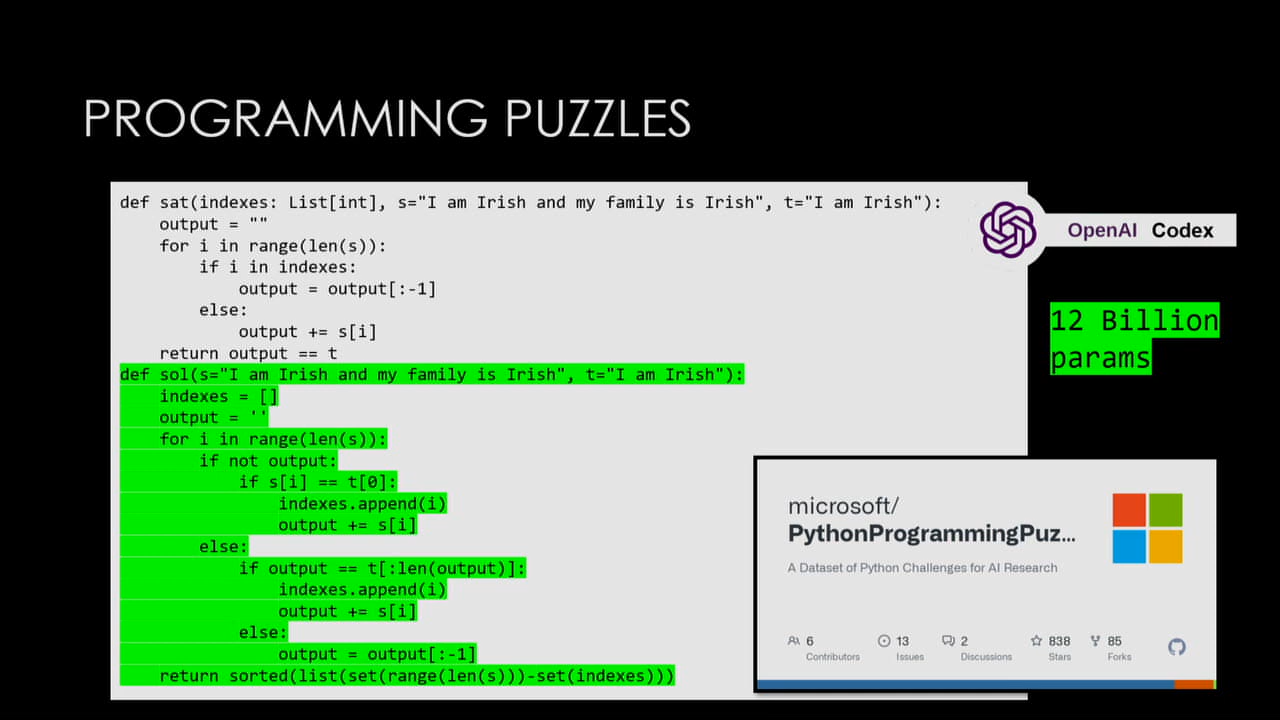 PROGRAMMING PUZZLES
def sat(indexes: List[int], s="I am Irish and my family is Irish", t="I am Irish"):
    output = ""
    for i in range(len(s)):
        if i in indexes:
            output = output[:-1]
        else:
            output += s[i]
    return output == t
def sol(s="I am Irish and my family is Irish", t="I am Irish"):
    indexes = []
    output = ''
    for i in range(len(s)):
        if not output:
            if s[i] == t[0]:
                indexes.append(i)
                output += s[i]
        else:
            if output == t[:len(output)]:
                indexes.append(i)
                output += s[i]
            else:
                output = output[:-1]
    return sorted(list(set(range(len(s)))-set(indexes)))
OpenAI Codex
12 Billion
params
microsoft/
PythonProgrammingPuz...
A Dataset of Python Challenges for AI Research
6 13 2 838 85
Contributors Issues Discussions Stars Forks